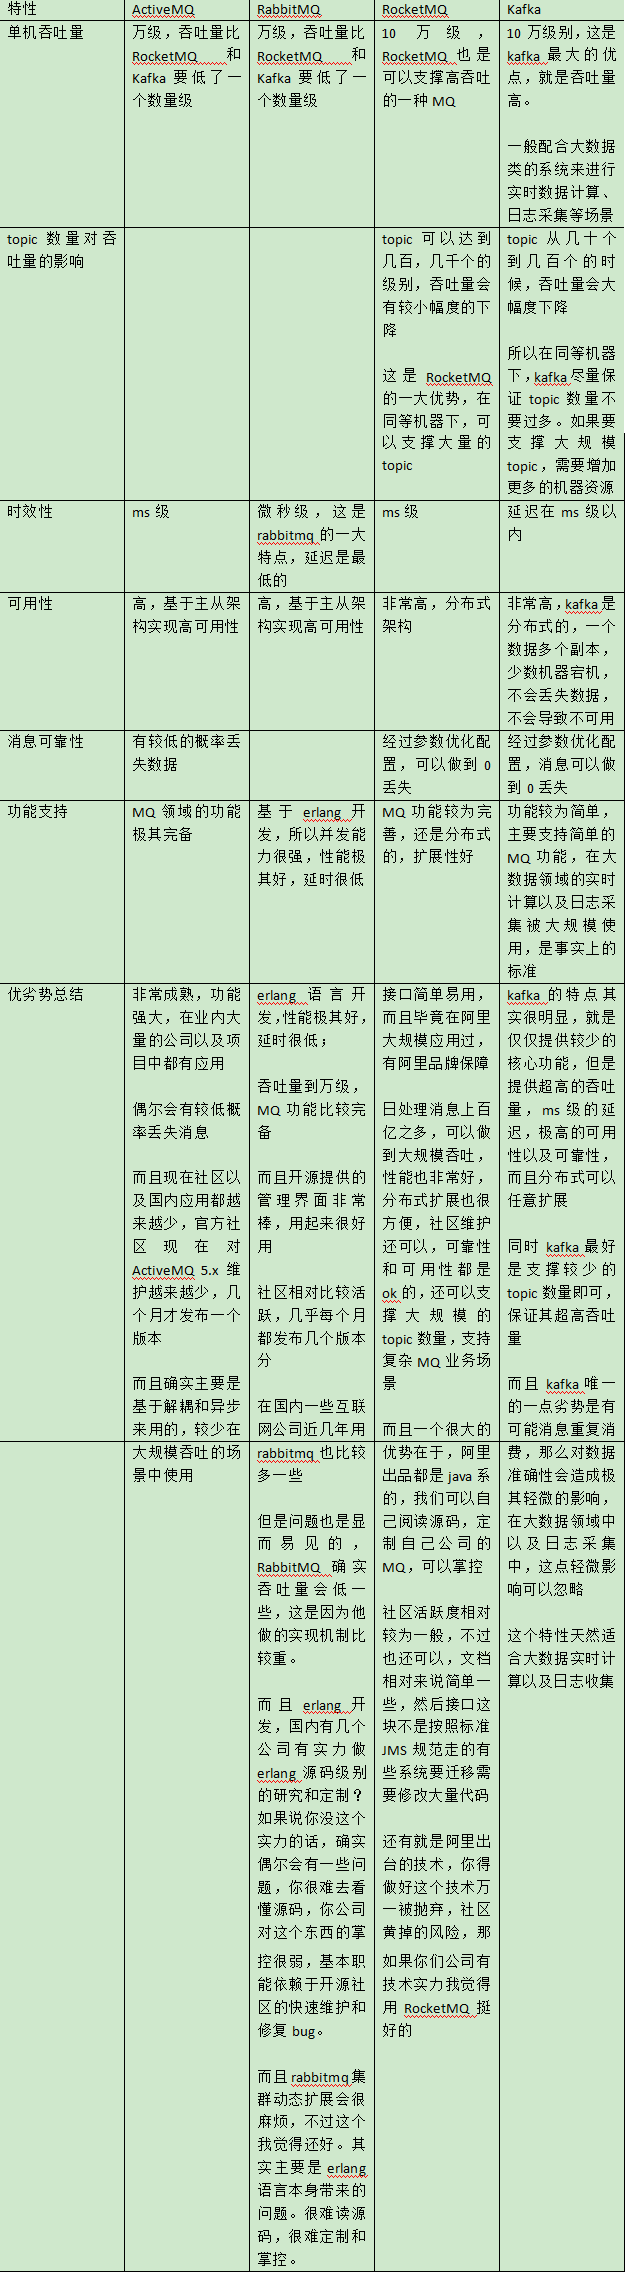 特性
ActiveMQ
RabbitMQ
RocketMQ
Kafka
单机吞吐量
万级，吞吐量比
RocketMQ 和
Kafka 要低了一
个数量级
万级，吞吐量比
RocketMQ 和
Kafka 要低了一
个数量级
10 万级，
RocketMQ 也是
可以支撑高吞吐
的一种 MQ
10 万级别，这是
kafka 最大的优
点，就是吞吐量
高。
一般配合大数据
类的系统来进行
实时数据计算、
日志采集等场景
topic 数量对吞
吐量的影响
topic 可以达到
几百，几千个的
级别，吞吐量会
有较小幅度的下
降
这是 RocketMQ
的一大优势，在
同等机器下，可
以支撑大量的
topic
topic 从几十个
到几百个的时
候，吞吐量会大
幅度下降
所以在同等机器
下，kafka 尽量保
证 topic 数量不
要过多。如果要
支撑大规模
topic，需要增加
更多的机器资源
时效性
ms 级
微秒级，这是
rabbitmq 的一大
特点，延迟是最
低的
ms 级
延迟在 ms 级以
内
可用性
高，基于主从架
构实现高可用性
高，基于主从架
构实现高可用性
非常高，分布式
架构
非常高，kafka 是
分布式的，一个
数据多个副本，
少数机器宕机，
不会丢失数据，
不会导致不可用
消息可靠性
有较低的概率丢
失数据
经过参数优化配
置，可以做到 0
丢失
经过参数优化配
置，消息可以做
到 0 丢失
功能支持
MQ 领域的功能
极其完备
基于 erlang 开
发，所以并发能
力很强，性能极
其好，延时很低
MQ 功能较为完
善，还是分布式
的，扩展性好
功能较为简单，
主要支持简单的
MQ 功能，在大
数据领域的实时
计算以及日志采
集被大规模使
用，是事实上的
标准
优劣势总结
非常成熟，功能
强大，在业内大
量的公司以及项
目中都有应用
偶尔会有较低概
率丢失消息
而且现在社区以
及国内应用都越
来越少，官方社
区现在对
ActiveMQ 5.x 维
护越来越少，几
个月才发布一个
版本
而且确实主要是
基于解耦和异步
来用的，较少在
大规模吞吐的场
景中使用
erlang 语言开
发，性能极其好，
延时很低；
吞吐量到万级，
MQ 功能比较完
备
而且开源提供的
管理界面非常
棒，用起来很好
用
社区相对比较活
跃，几乎每个月
都发布几个版本
分
在国内一些互联
网公司近几年用
rabbitmq 也比较
多一些
但是问题也是显
而易见的，
RabbitMQ 确实
吞吐量会低一
些，这是因为他
做的实现机制比
较重。
而且 erlang 开
发，国内有几个
公司有实力做
erlang 源码级别
的研究和定制？
如果说你没这个
实力的话，确实
偶尔会有一些问
题，你很难去看
懂源码，你公司
对这个东西的掌
控很弱，基本职
能依赖于开源社
区的快速维护和
修复 bug。
而且 rabbitmq 集
群动态扩展会很
麻烦，不过这个
我觉得还好。其
实主要是 erlang
语言本身带来的
问题。很难读源
码，很难定制和
掌控。
接口简单易用，
而且毕竟在阿里
大规模应用过，
有阿里品牌保障
日处理消息上百
亿之多，可以做
到大规模吞吐，
性能也非常好，
分布式扩展也很
方便，社区维护
还可以，可靠性
和可用性都是
ok 的，还可以支
撑大规模的
topic 数量，支持
复杂 MQ 业务场
景
而且一个很大的
优势在于，阿里
出品都是 java 系
的，我们可以自
己阅读源码，定
制自己公司的
MQ，可以掌控
社区活跃度相对
较为一般，不过
也还可以，文档
相对来说简单一
些，然后接口这
块不是按照标准
JMS 规范走的有
些系统要迁移需
要修改大量代码
还有就是阿里出
台的技术，你得
做好这个技术万
一被抛弃，社区
黄掉的风险，那
如果你们公司有
技术实力我觉得
用 RocketMQ 挺
好的
kafka 的特点其
实很明显，就是
仅仅提供较少的
核心功能，但是
提供超高的吞吐
量，ms 级的延
迟，极高的可用
性以及可靠性，
而且分布式可以
任意扩展
同时 kafka 最好
是支撑较少的
topic 数量即可，
保证其超高吞吐
量
而且 kafka 唯一
的一点劣势是有
可能消息重复消
费，那么对数据
准确性会造成极
其轻微的影响，
在大数据领域中
以及日志采集
中，这点轻微影
响可以忽略
这个特性天然适
合大数据实时计
算以及日志收集